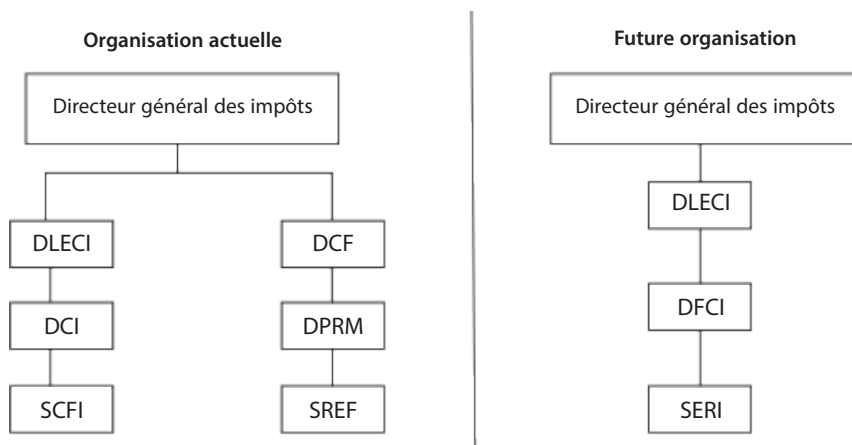 Organisation actuelle
Future organisation
Directeur général des impôts
Directeur général des impôts
DLECI
DCF
DLECI
DCI
DPRM
DFCI
SCFI
SREF
SERI